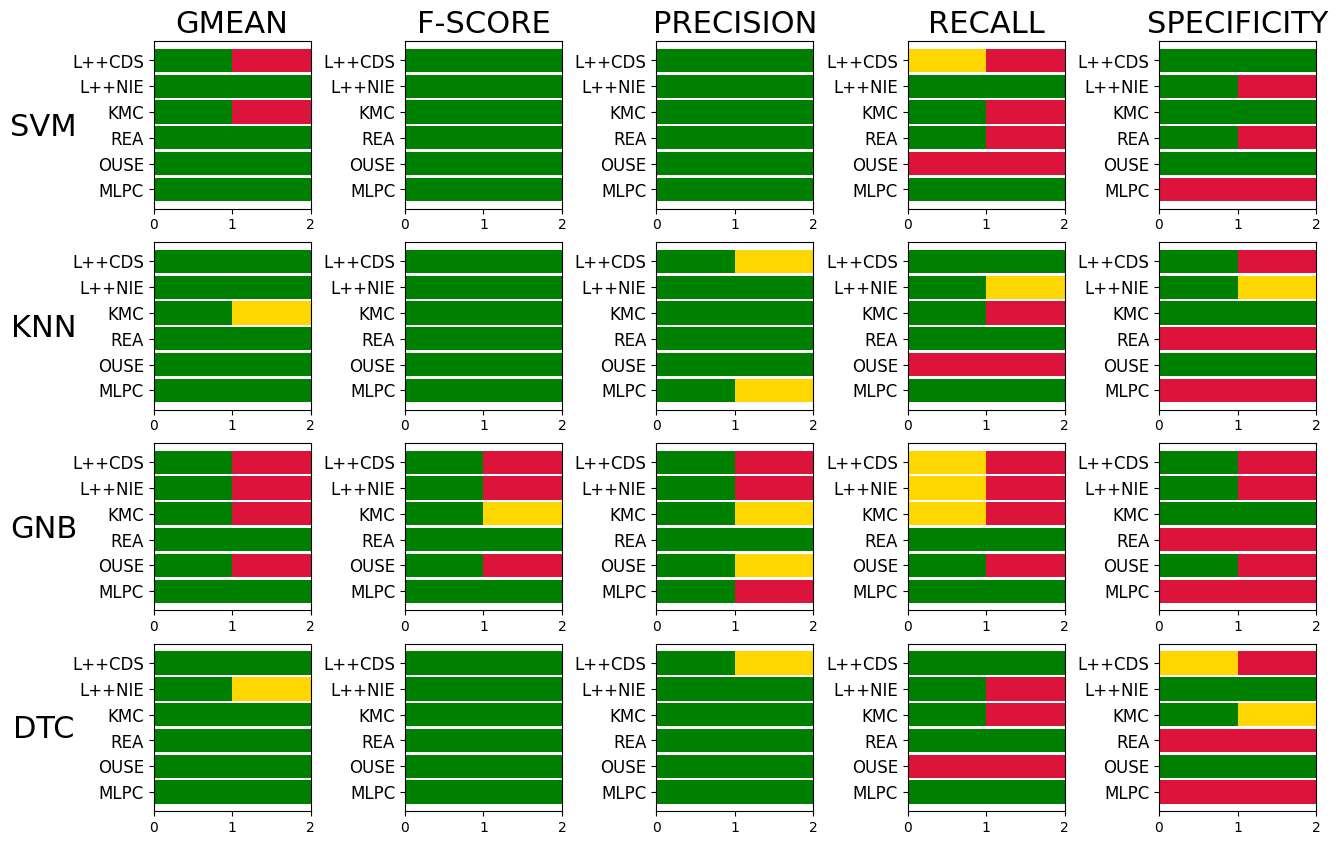 GMEAN F-SCORE PRECISION RECALL SPECIFICITY
SVM
L++CDS L++CDS L++CDS L++CDS L++CDS
L++NIE L++NIE L++NIE L++NIE L++NIE
KMC KMC KMC KMC KMC
REA REA REA REA REA
OUSE OUSE OUSE OUSE OUSE
MLPC MLPC MLPC MLPC MLPC
0 1 2 0 1 2 0 1 2 0 1 2 0 1 2
KNN
L++CDS L++CDS L++CDS L++CDS L++CDS
L++NIE L++NIE L++NIE L++NIE L++NIE
KMC KMC KMC KMC KMC
REA REA REA REA REA
OUSE OUSE OUSE OUSE OUSE
MLPC MLPC MLPC MLPC MLPC
0 1 2 0 1 2 0 1 2 0 1 2 0 1 2
GNB
L++CDS L++CDS L++CDS L++CDS L++CDS
L++NIE L++NIE L++NIE L++NIE L++NIE
KMC KMC KMC KMC KMC
REA REA REA REA REA
OUSE OUSE OUSE OUSE OUSE
MLPC MLPC MLPC MLPC MLPC
0 1 2 0 1 2 0 1 2 0 1 2 0 1 2
DTC
L++CDS L++CDS L++CDS L++CDS L++CDS
L++NIE L++NIE L++NIE L++NIE L++NIE
KMC KMC KMC KMC KMC
REA REA REA REA REA
OUSE OUSE OUSE OUSE OUSE
MLPC MLPC MLPC MLPC MLPC
0 1 2 0 1 2 0 1 2 0 1 2 0 1 2